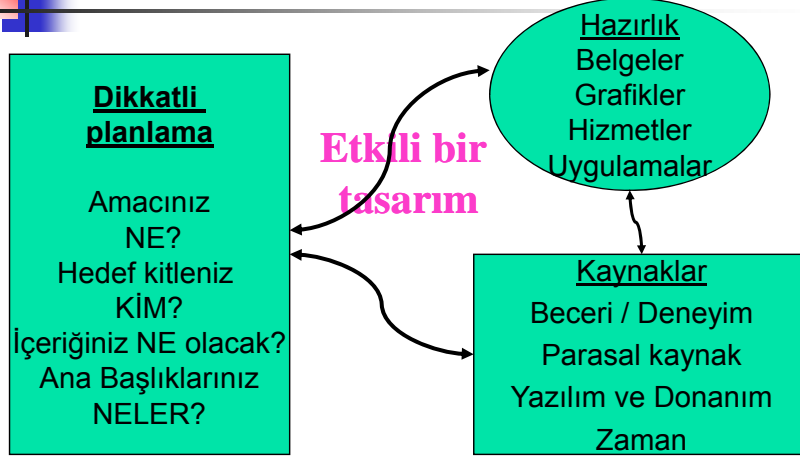 Dikkatli
planlama
Amacınız
NE?
Hedef kitleniz
KİM?
İçeriğiniz NE olacak?
Ana Başlıklarınız
NELER?
Etkili bir
tasarım
Hazırlık
Belgeler
Grafikler
Hizmetler
Uygulamalar
Kaynaklar
Beceri / Deneyim
Parasal kaynak
Yazılım ve Donanım
Zaman